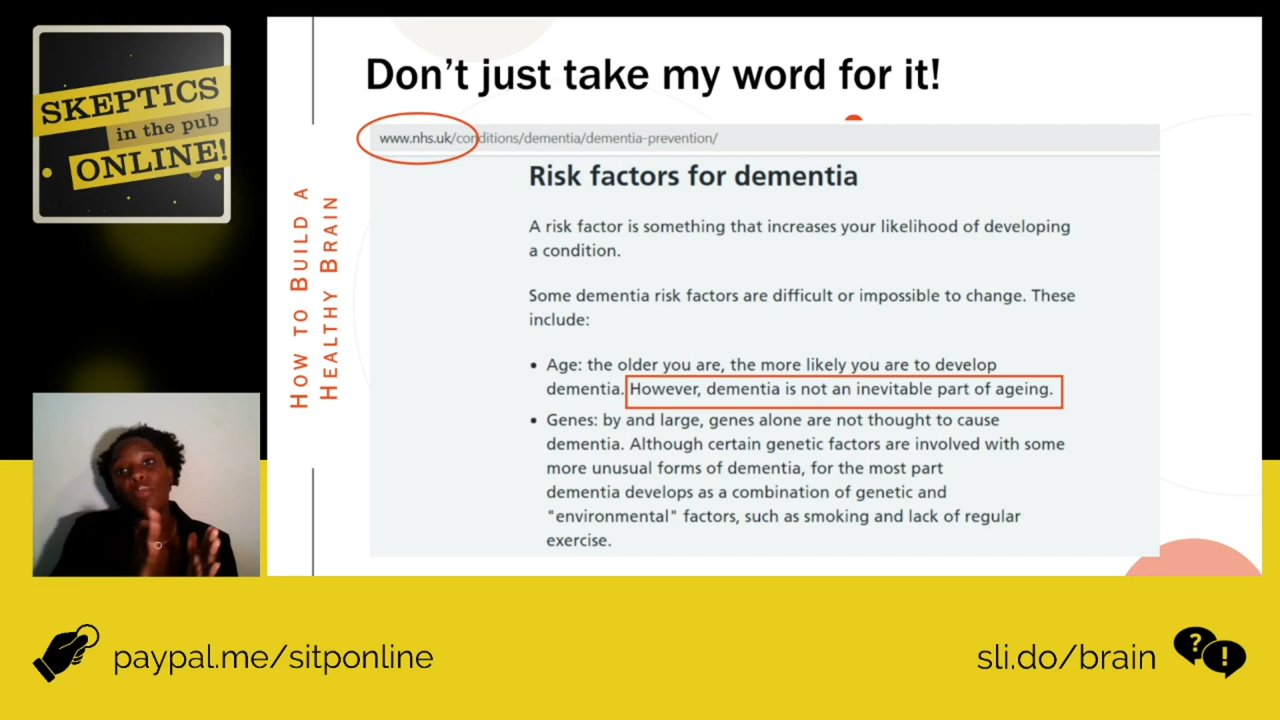 SKEPTICS
in the pub
ONLINE!
Don't just take my word for it!
How to Build a
Healthy Brain
www.nhs.uk/conditions/dementia/dementia-prevention/
Risk factors for dementia
A risk factor is something that increases your likelihood of developing
a condition.
Some dementia risk factors are difficult or impossible to change. These
include:
• Age: the older you are, the more likely you are to develop
dementia. However, dementia is not an inevitable part of ageing.
• Genes: by and large, genes alone are not thought to cause
dementia. Although certain genetic factors are involved with some
more unusual forms of dementia, for the most part
dementia develops as a combination of genetic and
"environmental" factors, such as smoking and lack of regular
exercise.
paypal.me/sitponline
sli.do/brain
? !